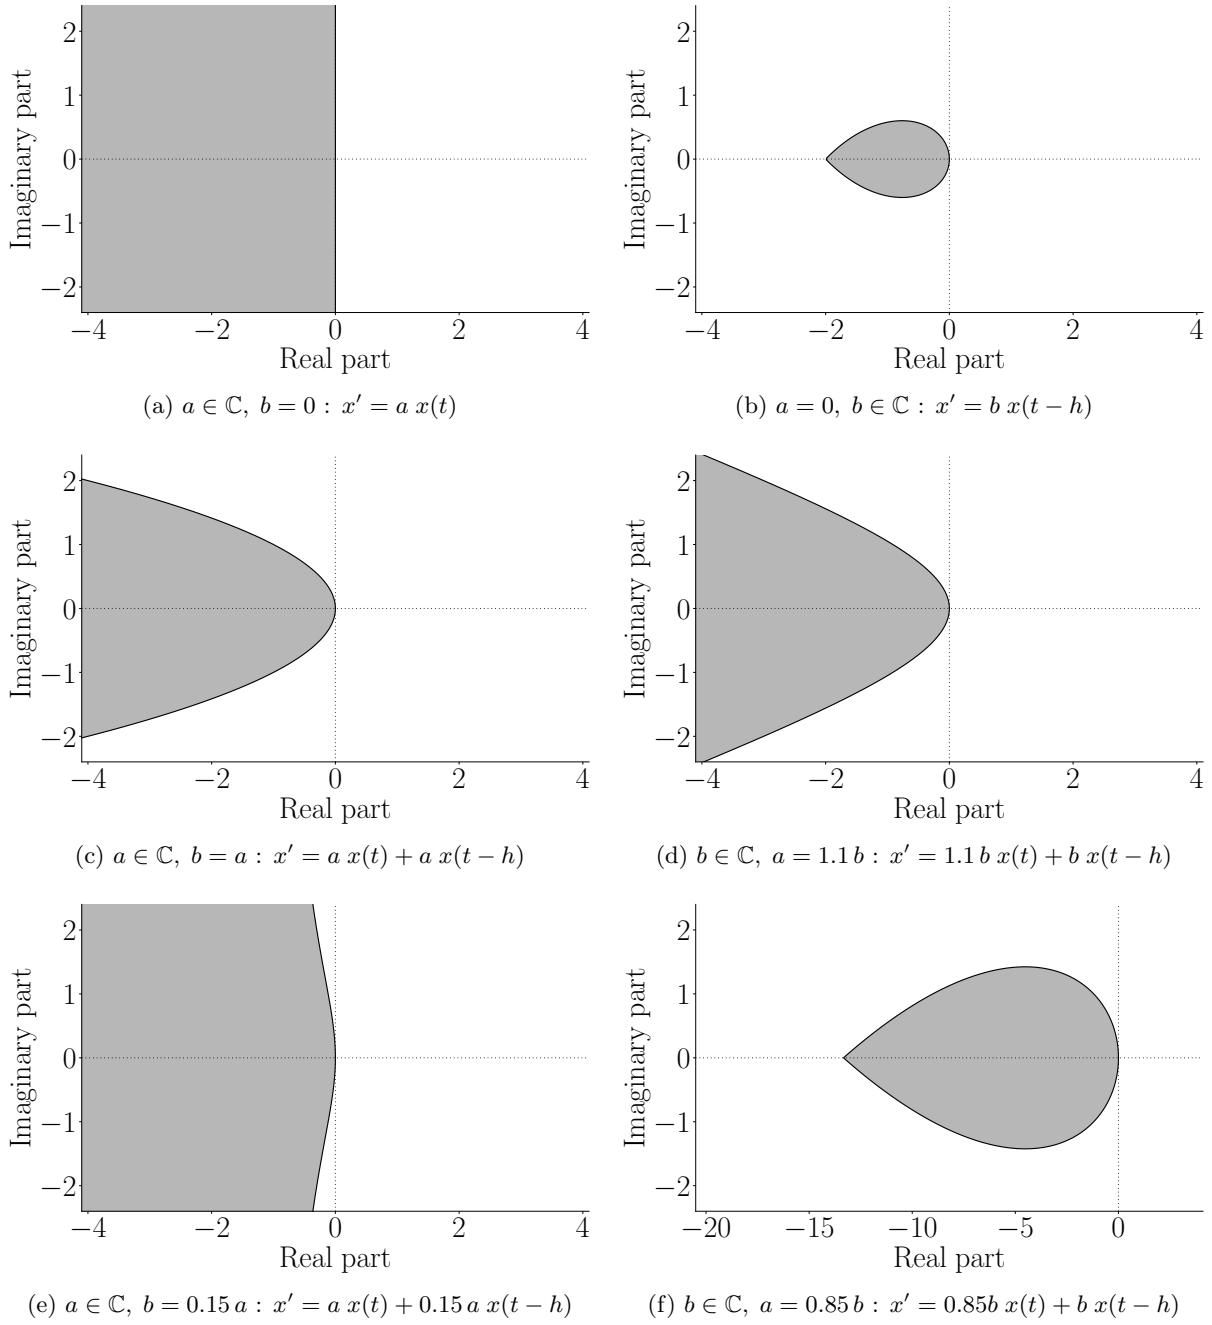 2
1
0
−1
−2
Imaginary part
−4 −2 0 2 4
Real part
(a) a ∈ ℂ, b = 0 : x′ = a x(t)
2
1
0
−1
−2
Imaginary part
−4 −2 0 2 4
Real part
(b) a = 0, b ∈ ℂ : x′ = b x(t − h)
2
1
0
−1
−2
Imaginary part
−4 −2 0 2 4
Real part
(c) a ∈ ℂ, b = a : x′ = a x(t) + a x(t − h)
2
1
0
−1
−2
Imaginary part
−4 −2 0 2 4
Real part
(d) b ∈ ℂ, a = 1.1 b : x′ = 1.1 b x(t) + b x(t − h)
2
1
0
−1
−2
Imaginary part
−4 −2 0 2 4
Real part
(e) a ∈ ℂ, b = 0.15 a : x′ = a x(t) + 0.15 a x(t − h)
2
1
0
−1
−2
Imaginary part
−20 −15 −10 −5 0
Real part
(f) b ∈ ℂ, a = 0.85 b : x′ = 0.85b x(t) + b x(t − h)